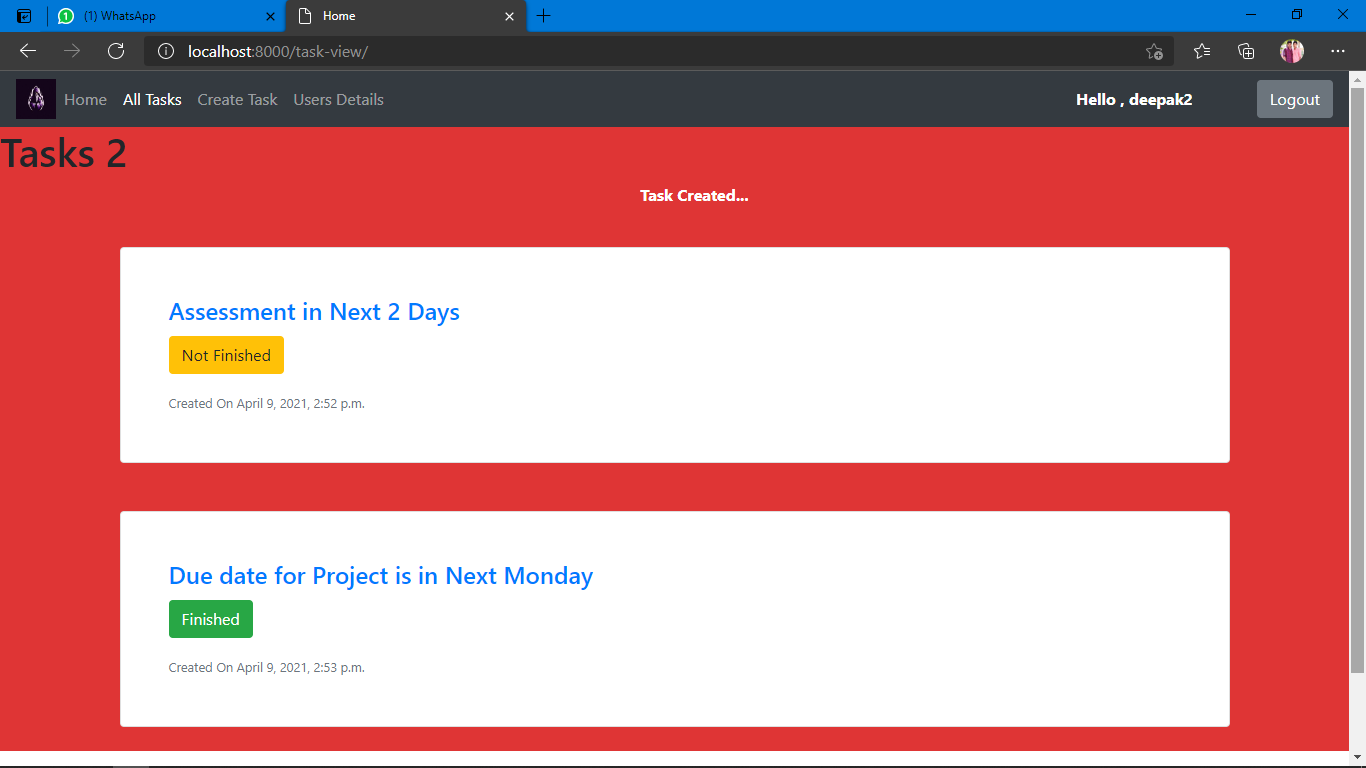 (1) WhatsApp
Home
localhost:8000/task-view/
Home All Tasks Create Task Users Details Hello , deepak2 Logout
Tasks 2
Task Created...
Assessment in Next 2 Days
Not Finished
Created On April 9, 2021, 2:52 p.m.
Due date for Project is in Next Monday
Finished
Created On April 9, 2021, 2:53 p.m.